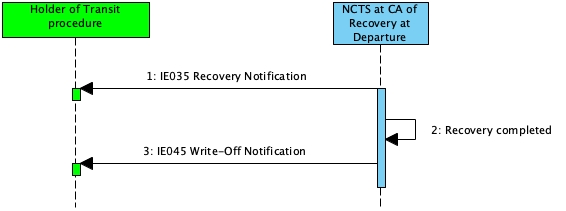 Holder of Transit
procedure
NCTS at CA of
Recovery at
Departure
1: IE035 Recovery Notification
2: Recovery completed
3: IE045 Write-Off Notification